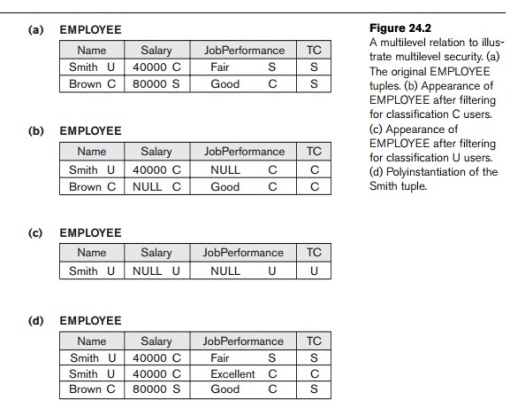 (a) EMPLOYEE
Name Salary JobPerformance TC
Smith U 40000 C Fair S S
Brown C 80000 S Good C S
(b) EMPLOYEE
Name Salary JobPerformance TC
Smith U 40000 C NULL C C
Brown C NULL C Good C C
(c) EMPLOYEE
Name Salary JobPerformance TC
Smith U NULL U NULL U U
(d) EMPLOYEE
Name Salary JobPerformance TC
Smith U 40000 C Fair S S
Smith U 40000 C Excellent C C
Brown C 80000 S Good C S
Figure 24.2
A multilevel relation to illus-
trate multilevel security. (a)
The original EMPLOYEE
tuples. (b) Appearance of
EMPLOYEE after filtering
for classification C users.
(c) Appearance of
EMPLOYEE after filtering
for classification U users.
(d) Polyinstantiation of the
Smith tuple.